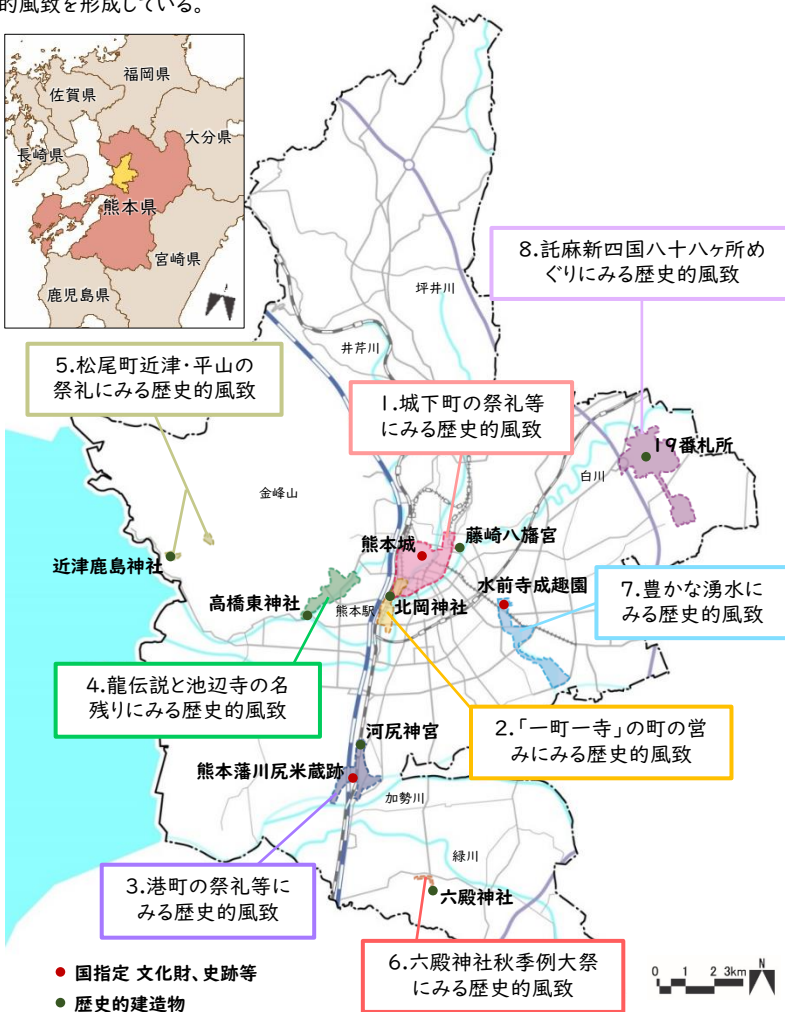 的風致を形成している。
福岡県
佐賀県
大分県
長崎県
熊本県
宮崎県
鹿児島県
8.託麻新四国八十八ヶ所め
ぐりにみる歴史的風致
坪井川
井芹川
5.松尾町近津・平山の
祭礼にみる歴史的風致
1.城下町の祭礼等
にみる歴史的風致
19番札所
白川
金峰山
熊本城
藤崎八旛宮
近津鹿島神社
水前寺成趣園
高橋東神社
熊本駅
北岡神社
7.豊かな湧水に
みる歴史的風致
4.龍伝説と池辺寺の名
残りにみる歴史的風致
2.「一町一寺」の町の営
みにみる歴史的風致
河尻神宮
熊本藩川尻米蔵跡
加勢川
緑川
3.港町の祭礼等に
みる歴史的風致
六殿神社
6.六殿神社秋季例大祭
にみる歴史的風致
国指定 文化財、史跡等
歴史的建造物
0 1 2 3km
N